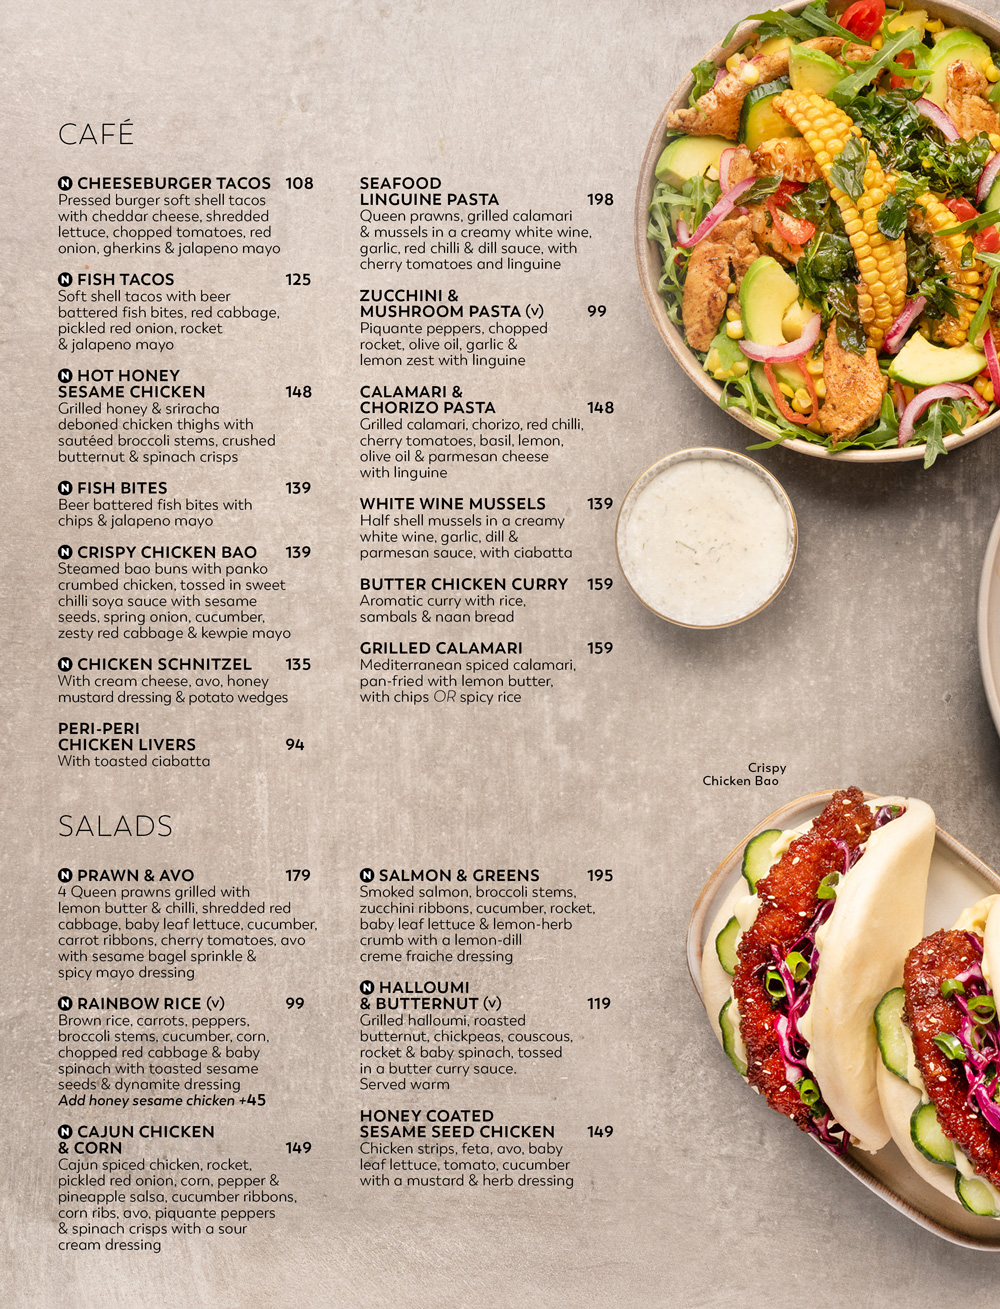 CAFÉ
N CHEESEBURGER TACOS 108
Pressed burger soft shell tacos
with cheddar cheese, shredded
lettuce, chopped tomatoes, red
onion, gherkins & jalapeno mayo
N FISH TACOS 125
Soft shell tacos with beer
battered fish bites, red cabbage,
pickled red onion, rocket
& jalapeno mayo
N HOT HONEY
SESAME CHICKEN 148
Grilled honey & sriracha
deboned chicken thighs with
sautéed broccoli stems, crushed
butternut & spinach crisps
N FISH BITES 139
Beer battered fish bites with
chips & jalapeno mayo
N CRISPY CHICKEN BAO 139
Steamed bao buns with panko
crumbed chicken, tossed in sweet
chilli soya sauce with sesame
seeds, spring onion, cucumber,
zesty red cabbage & kewpie mayo
N CHICKEN SCHNITZEL 135
With cream cheese, avo, honey
mustard dressing & potato wedges
PERI-PERI
CHICKEN LIVERS 94
With toasted ciabatta
SEAFOOD
LINGUINE PASTA 198
Queen prawns, grilled calamari
& mussels in a creamy white wine,
garlic, red chilli & dill sauce, with
cherry tomatoes and linguine
ZUCCHINI &
MUSHROOM PASTA (v) 99
Piquante peppers, chopped
rocket, olive oil, garlic &
lemon zest with linguine
CALAMARI &
CHORIZO PASTA 148
Grilled calamari, chorizo, red chilli,
cherry tomatoes, basil, lemon,
olive oil & parmesan cheese
with linguine
WHITE WINE MUSSELS 139
Half shell mussels in a creamy
white wine, garlic, dill &
parmesan sauce, with ciabatta
BUTTER CHICKEN CURRY 159
Aromatic curry with rice,
sambals & naan bread
GRILLED CALAMARI 159
Mediterranean spiced calamari,
pan-fried with lemon butter,
with chips OR spicy rice
Crispy
Chicken Bao
SALADS
N PRAWN & AVO 179
4 Queen prawns grilled with
lemon butter & chilli, shredded red
cabbage, baby leaf lettuce, cucumber,
carrot ribbons, cherry tomatoes, avo
with sesame bagel sprinkle &
spicy mayo dressing
N RAINBOW RICE (v) 99
Brown rice, carrots, peppers,
broccoli stems, cucumber, corn,
chopped red cabbage & baby
spinach with toasted sesame
seeds & dynamite dressing
Add honey sesame chicken +45
N CAJUN CHICKEN
& CORN 149
Cajun spiced chicken, rocket,
pickled red onion, corn, pepper &
pineapple salsa, cucumber ribbons,
corn ribs, avo, piquante peppers
& spinach crisps with a sour
cream dressing
N SALMON & GREENS 195
Smoked salmon, broccoli stems,
zucchini ribbons, cucumber, rocket,
baby leaf lettuce & lemon-herb
crumb with a lemon-dill
creme fraiche dressing
N HALLOUMI
& BUTTERNUT (v) 119
Grilled halloumi, roasted
butternut, chickpeas, couscous,
rocket & baby spinach, tossed
in a butter curry sauce.
Served warm
HONEY COATED
SESAME SEED CHICKEN 149
Chicken strips, feta, avo, baby
leaf lettuce, tomato, cucumber
with a mustard & herb dressing